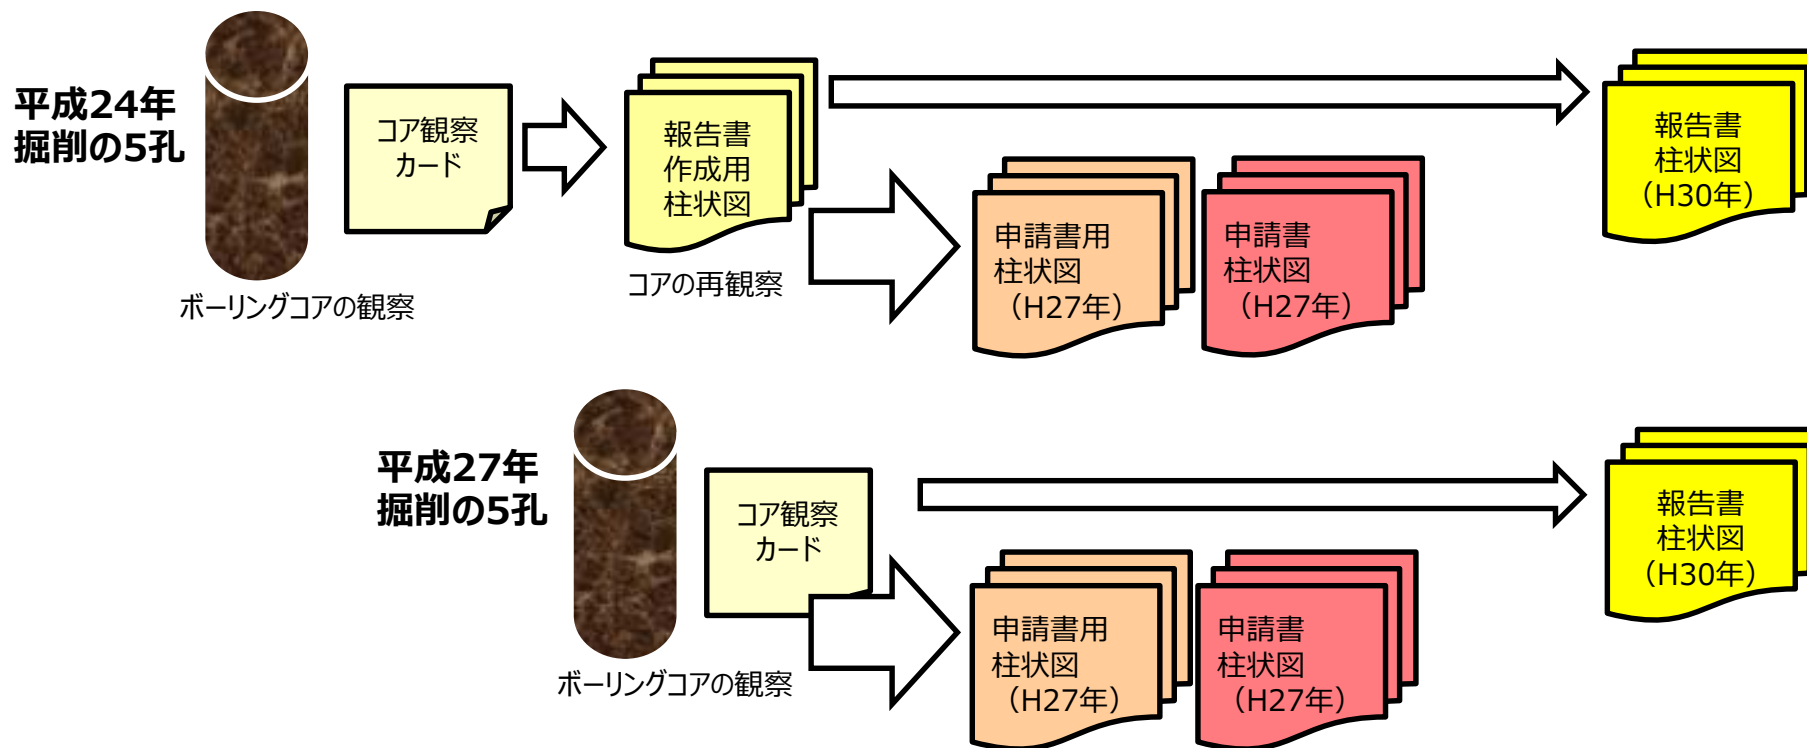 平成24年
掘削の5孔
ボーリングコアの観察
コア観察
カード
報告書
作成用
柱状図
コアの再観察
申請書用
柱状図
（H27年）
申請書
柱状図
（H27年）
報告書
柱状図
（H30年）
平成27年
掘削の5孔
ボーリングコアの観察
コア観察
カード
申請書用
柱状図
（H27年）
申請書
柱状図
（H27年）
報告書
柱状図
（H30年）